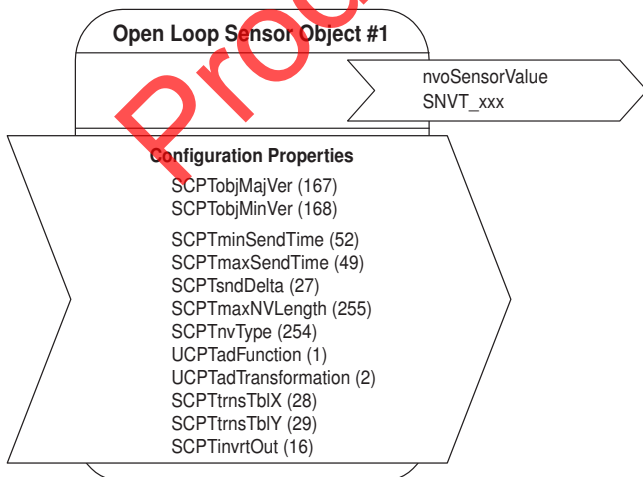 Open Loop Sensor Object #1
nvoSensorValue
SNVT_xxx
Configuration Properties
SCPTobjMajVer (167)
SCPTobjMinVer (168)
SCPTminSendTime (52)
SCPTmaxSendTime (49)
SCPTsndDelta (27)
SCPTmaxNVLength (255)
SCPTnvType (254)
UCPTadFunction (1)
UCPTadTransformation (2)
SCPTtrnsTblX (28)
SCPTtrnsTblY (29)
SCPTinvrtOut (16)